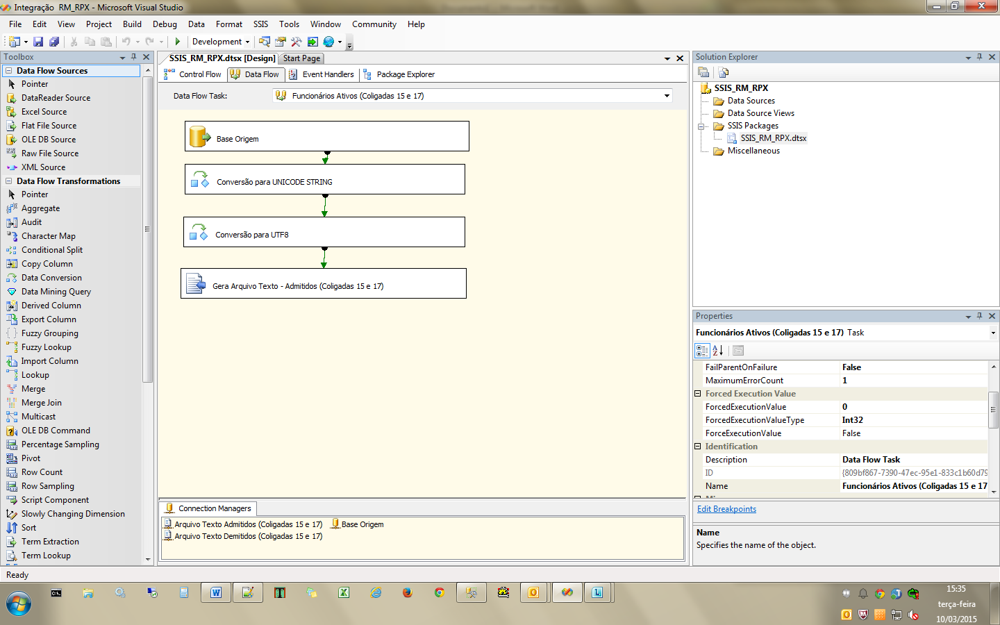 Integração  RM_RPX - Microsoft Visual Studio
File Edit View Project Build Debug Data Format SSIS Tools Window Community Help
Development
Toolbox
Data Flow Sources
Pointer
DataReader Source
Excel Source
Flat File Source
OLE DB Source
Raw File Source
XML Source
Data Flow Transformations
Pointer
Aggregate
Audit
Character Map
Conditional Split
Copy Column
Data Conversion
Data Mining Query
Derived Column
Export Column
Fuzzy Grouping
Fuzzy Lookup
Import Column
Lookup
Merge
Merge Join
Multicast
OLE DB Command
Percentage Sampling
Pivot
Row Count
Row Sampling
Script Component
Slowly Changing Dimension
Sort
Term Extraction
Term Lookup
SSIS_RM_RPX.dtsx [Design] Start Page
Control Flow Data Flow Event Handlers Package Explorer
Data Flow Task: Funcionários Ativos (Coligadas 15 e 17)
Base Origem
Conversão para UNICODE STRING
Conversão para UTF8
Gera Arquivo Texto - Admitidos (Coligadas 15 e 17)
Connection Managers
Arquivo Texto Admitidos (Coligadas 15 e 17) Base Origem
Arquivo Texto Demitidos (Coligadas 15 e 17)
Solution Explorer
SSIS_RM_RPX
Data Sources
Data Source Views
SSIS Packages
SSIS_RM_RPX.dtsx
Miscellaneous
Properties
Funcionários Ativos (Coligadas 15 e 17) Task
FailParentOnFailure False
MaximumErrorCount 1
Forced Execution Value
ForcedExecutionValue 0
ForcedExecutionValueType Int32
ForceExecutionValue False
Identification
Description Data Flow Task
ID {809bf867-7390-47ec-95e1-833c1b60d79
Name Funcionários Ativos (Coligadas 15 e 17
Edit Breakpoints
Name
Specifies the name of the object.
Ready
15:35
terça-feira
10/03/2015